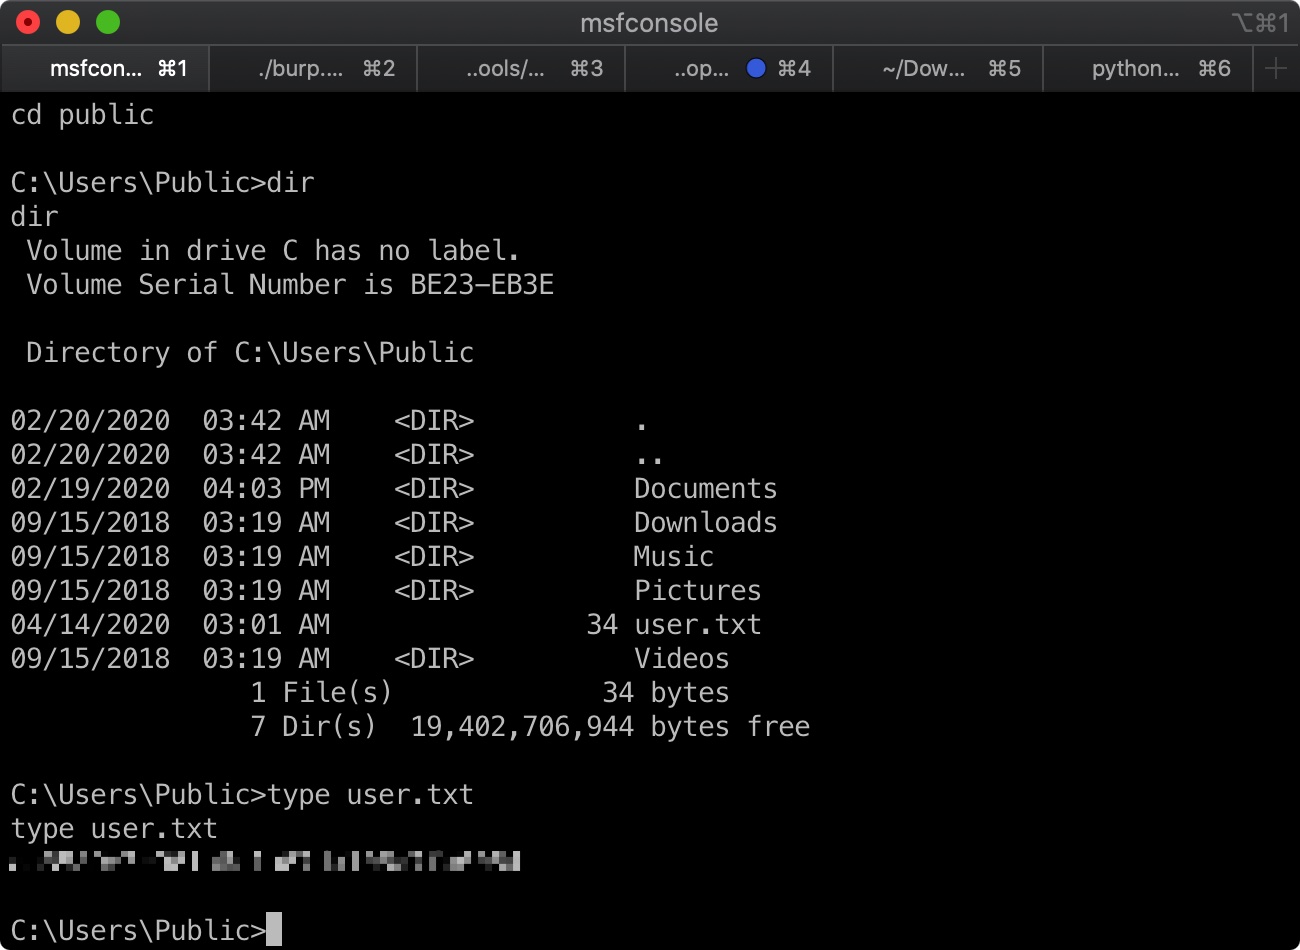 msfconsole ⌥⌘1
msfcon... ⌘1 ./burp.... ⌘2 ..ools/... ⌘3 ..op... ⌘4 ~/Dow... ⌘5 python... ⌘6
cd public
C:\Users\Public>dir
dir
Volume in drive C has no label.
Volume Serial Number is BE23-EB3E
Directory of C:\Users\Public
02/20/2020  03:42 AM    <DIR>          .
02/20/2020  03:42 AM    <DIR>          ..
02/19/2020  04:03 PM    <DIR>          Documents
09/15/2018  03:19 AM    <DIR>          Downloads
09/15/2018  03:19 AM    <DIR>          Music
09/15/2018  03:19 AM    <DIR>          Pictures
04/14/2020  03:01 AM                34 user.txt
09/15/2018  03:19 AM    <DIR>          Videos
1 File(s)             34 bytes
7 Dir(s)  19,402,706,944 bytes free
C:\Users\Public>type user.txt
type user.txt
C:\Users\Public>